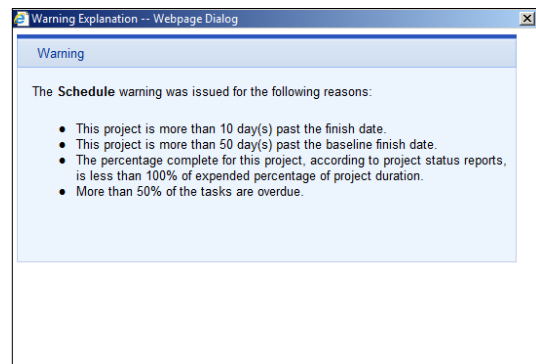 Warning Explanation -- Webpage Dialog
Warning
The Schedule warning was issued for the following reasons:
● This project is more than 10 day(s) past the finish date.
● This project is more than 50 day(s) past the baseline finish date.
● The percentage complete for this project, according to project status reports,
is less than 100% of expended percentage of project duration.
● More than 50% of the tasks are overdue.